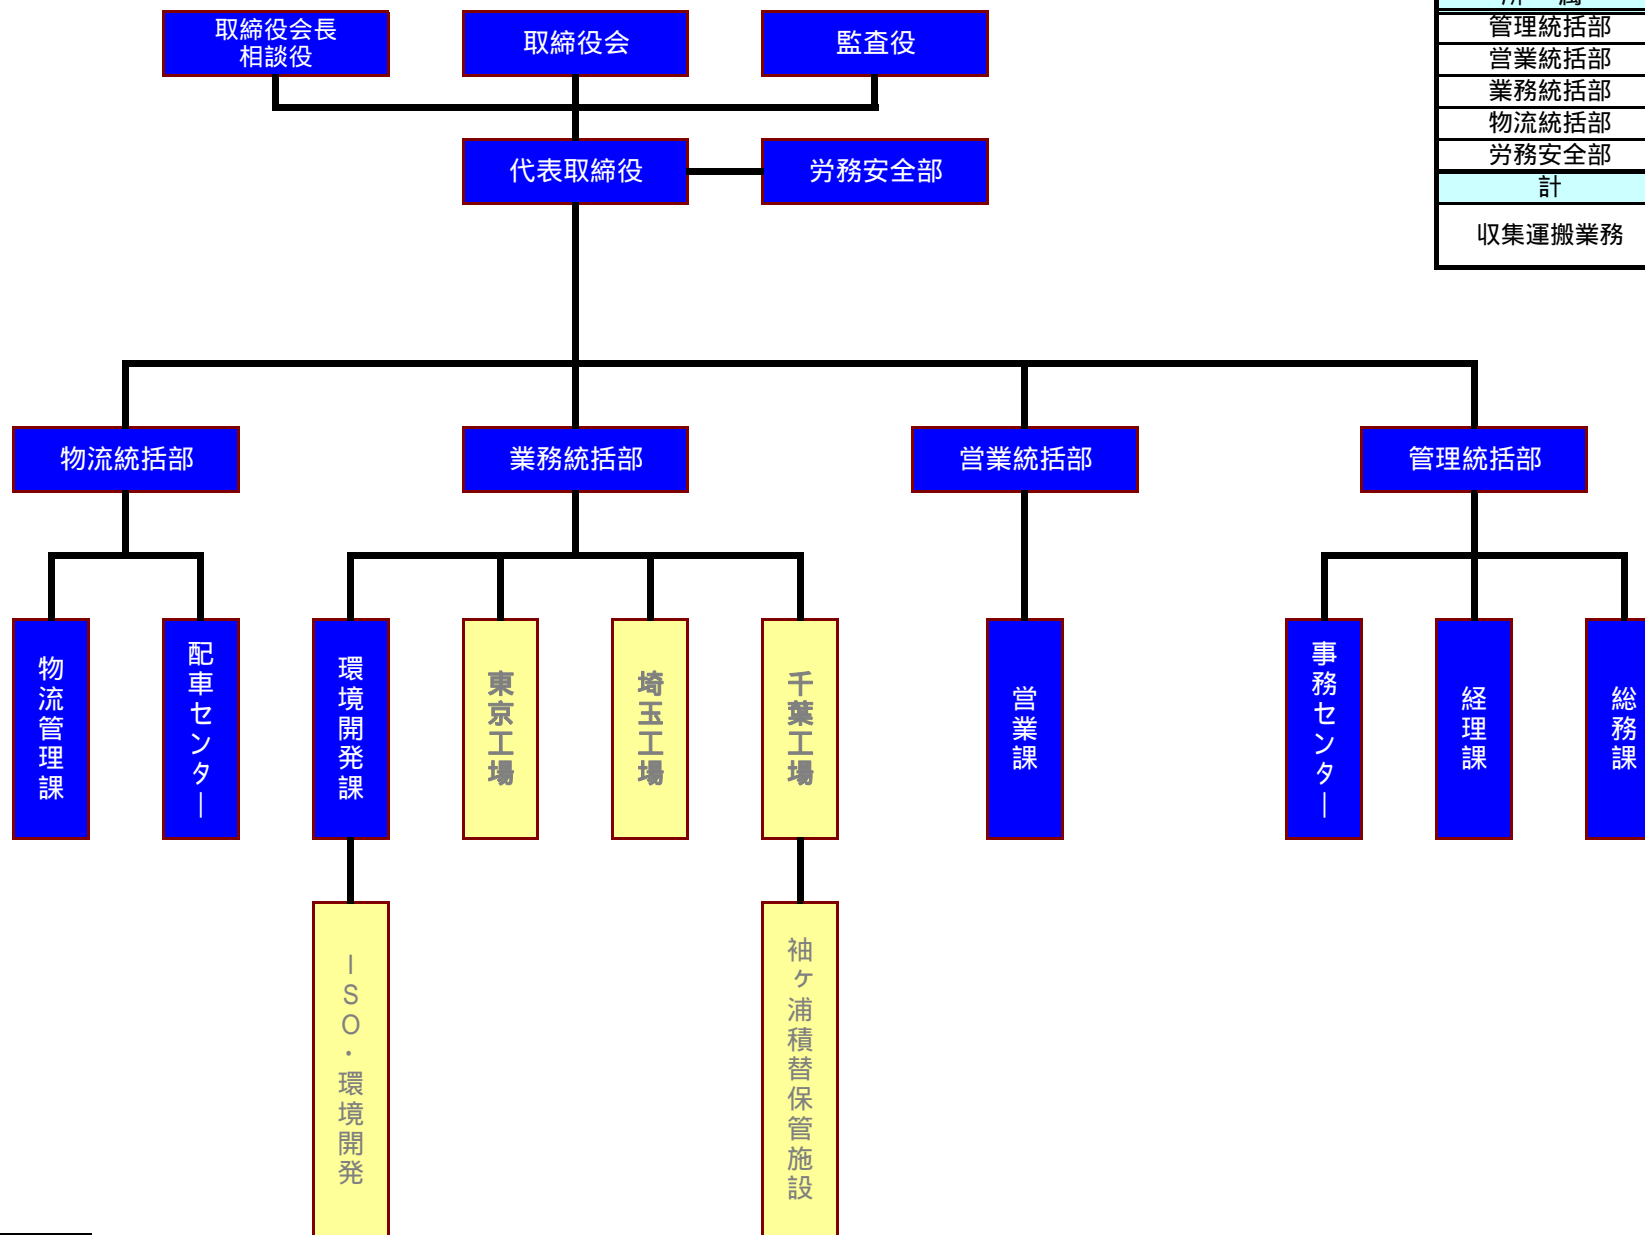 取締役会長
相談役
取締役会
監査役
代表取締役
労務安全部
所 属
管理統括部
営業統括部
業務統括部
物流統括部
労務安全部
計
収集運搬業務
物流統括部
業務統括部
営業統括部
管理統括部
物流管理課
配車センター
環境開発課
東京工場
埼玉工場
千葉工場
営業課
事務センター
経理課
総務課
ISO・環境開発
袖ヶ浦積替保管施設